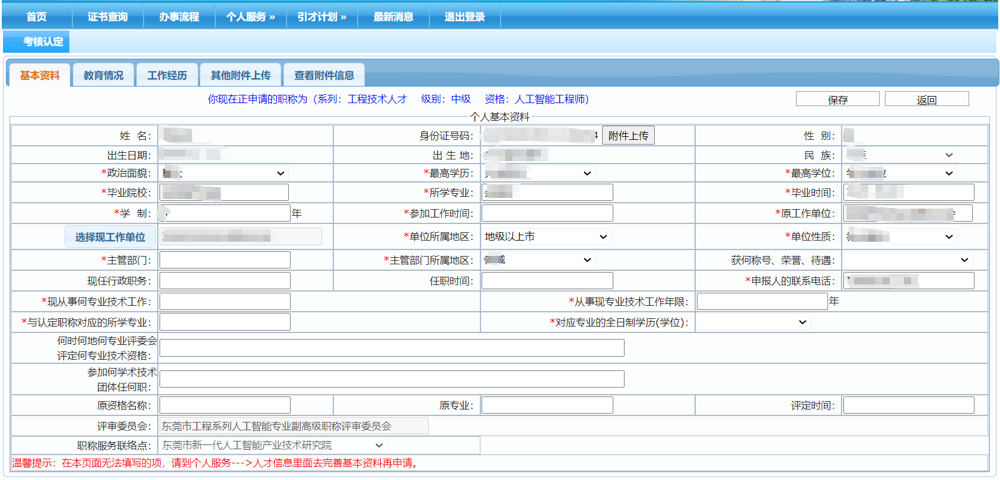 首页 证书查询 办事流程 个人服务 » 引才计划 » 最新消息 退出登录
考核认定
基本资料 教育情况 工作经历 其他附件上传 查看附件信息
你现在正申请的职称为（系列：工程技术人才 级别：中级 资格：人工智能工程师） 保存 返回
个人基本资料
姓 名： 身份证号码： 4 附件上传 性 别：
出生日期： 出 生 地： 民 族：
*政治面貌： *最高学历： *最高学位：
*毕业院校： *所学专业： *毕业时间：
*学 制： 年 *参加工作时间： *原工作单位：
选择现工作单位 *单位所属地区： 地级以上市 *单位性质：
*主管部门： *主管部门所属地区： 城 获何称号、荣誉、待遇：
现任行政职务： 任职时间： *申报人的联系电话：
*现从事何专业技术工作： *从事现专业技术工作年限： 年
*与认定职称对应的所学专业： *对应专业的全日制学历(学位)：
何时何地何专业评委会
评定何专业技术资格：
参加何学术技术
团体任何职：
原资格名称： 原专业： 评定时间：
评审委员会： 东莞市工程系列人工智能专业副高级职称评审委员会
职称服务联络点： 东莞市新一代人工智能产业技术研究院
温馨提示：在本页面无法填写的项，请到个人服务--->人才信息里面去完善基本资料再申请。